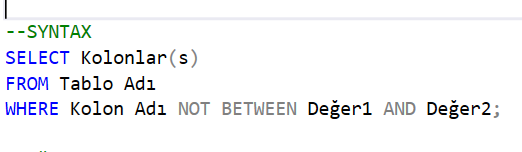 --SYNTAX
SELECT Kolonlar(s)
FROM Tablo Adı
WHERE Kolon Adı NOT BETWEEN Değer1 AND Değer2;